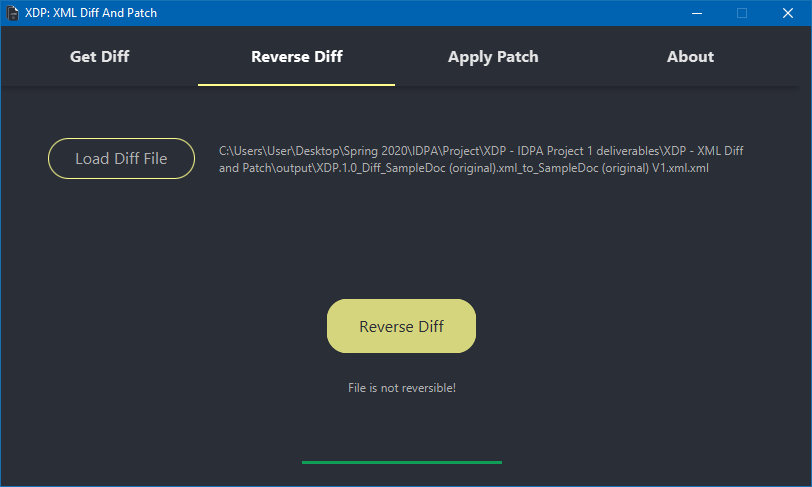 XDP: XML Diff And Patch
Get Diff
Reverse Diff
Apply Patch
About
Load Diff File
C:\Users\User\Desktop\Spring 2020\IDPA\Project\XDP - IDPA Project 1 deliverables\XDP - XML Diff
and Patch\output\XDP.1.0_Diff_SampleDoc (original).xml_to_SampleDoc (original) V1.xml.xml
Reverse Diff
File is not reversible!